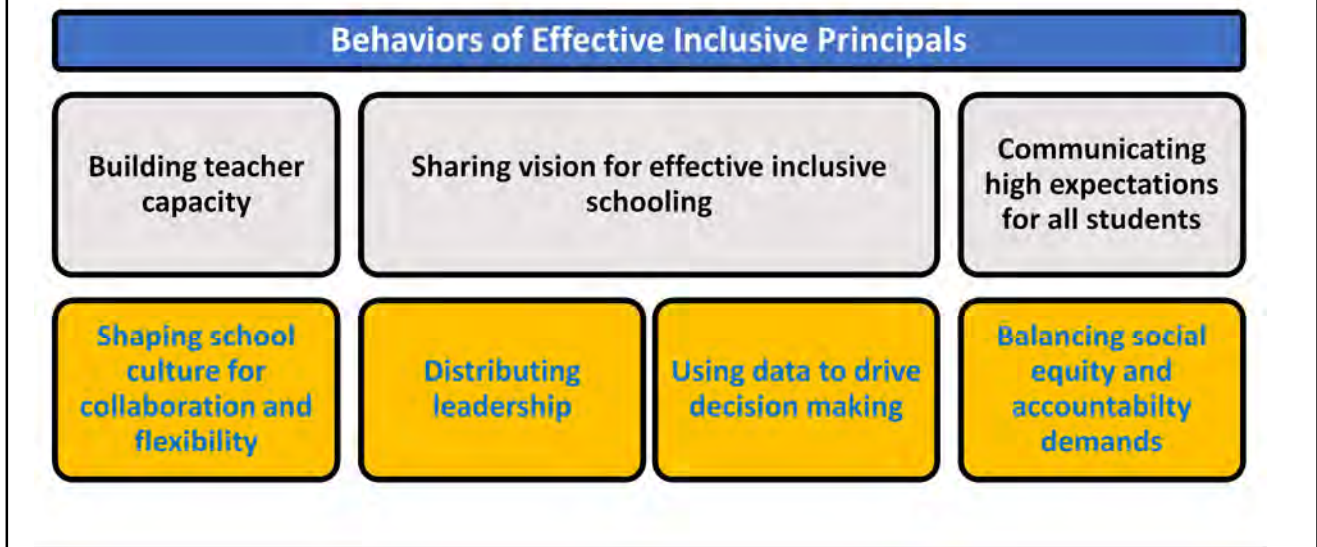 Behaviors of Effective Inclusive Principals
Building teacher
capacity
Sharing vision for effective inclusive
schooling
Communicating
high expectations
for all students
Shaping school
culture for
collaboration and
flexibility
Distributing
leadership
Using data to drive
decision making
Balancing social
equity and
accountabilty
demands